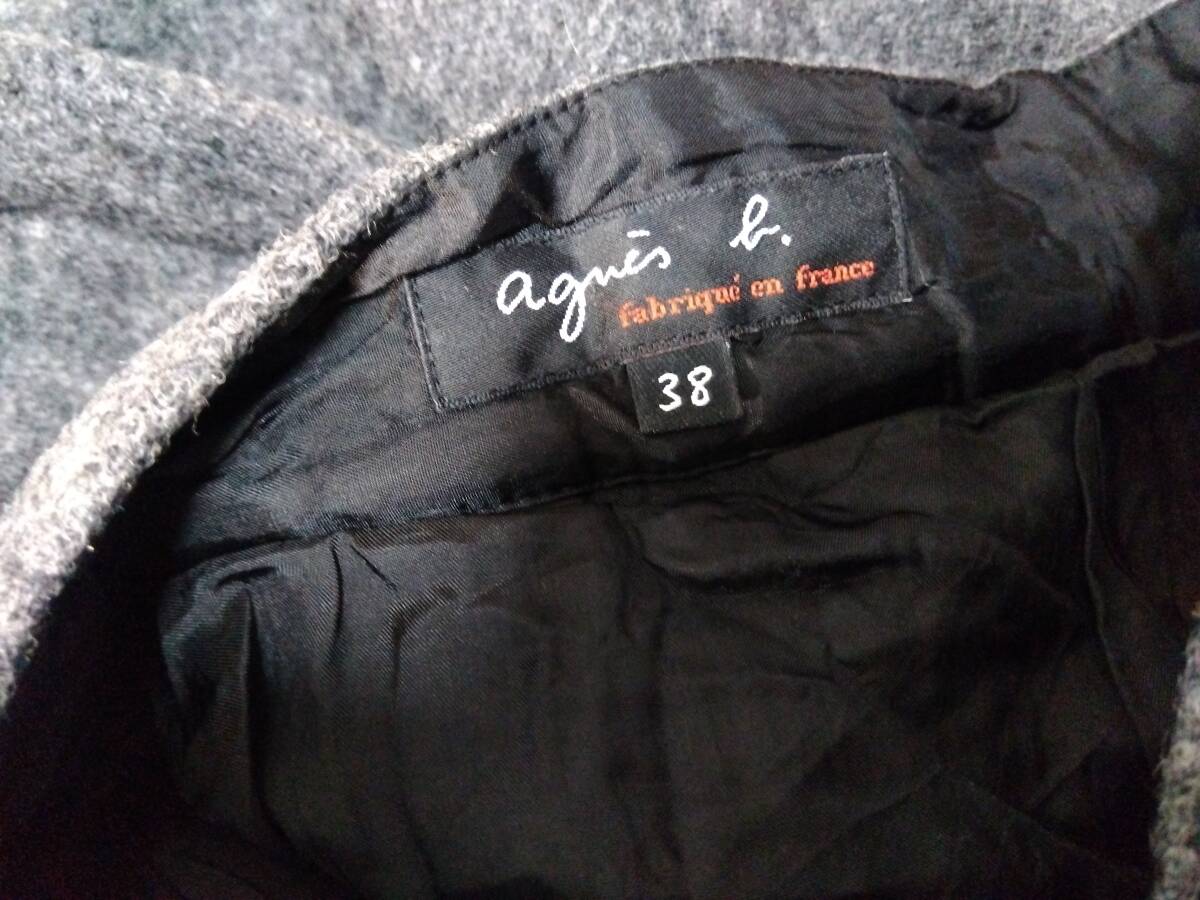 agnès b.
fabriqué en france
38